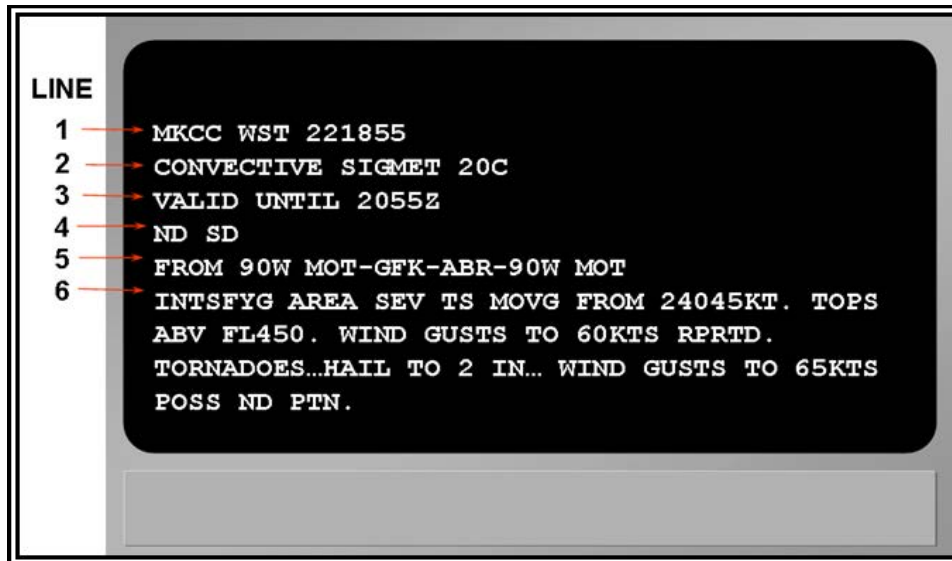 LINE
1 MKCC WST 221855
2 CONVECTIVE SIGMET 20C
3 VALID UNTIL 2055Z
4 ND SD
5 FROM 90W MOT-GFK-ABR-90W MOT
6 INTSFYG AREA SEV TS MOVG FROM 24045KT. TOPS
ABV FL450. WIND GUSTS TO 60KTS RPRTD.
TORNADOES…HAIL TO 2 IN… WIND GUSTS TO 65KTS
POSS ND PTN.